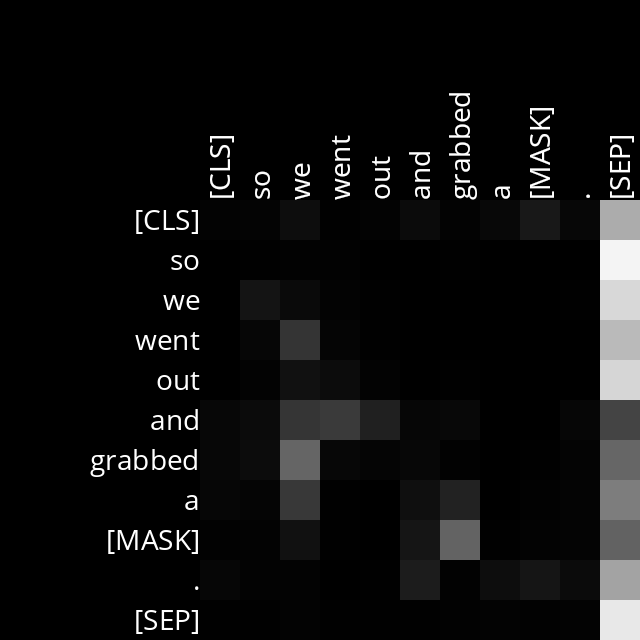 [CLS] so we went out and grabbed a [MASK] . [SEP]
[CLS]
so
we
went
out
and
grabbed
a
[MASK]
.
[SEP]